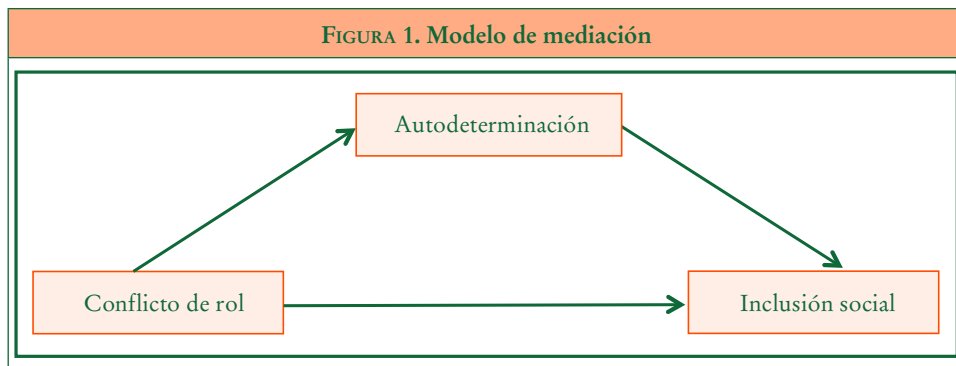 FIGURA 1. Modelo de mediación
Autodeterminación
Conflicto de rol
Inclusión social